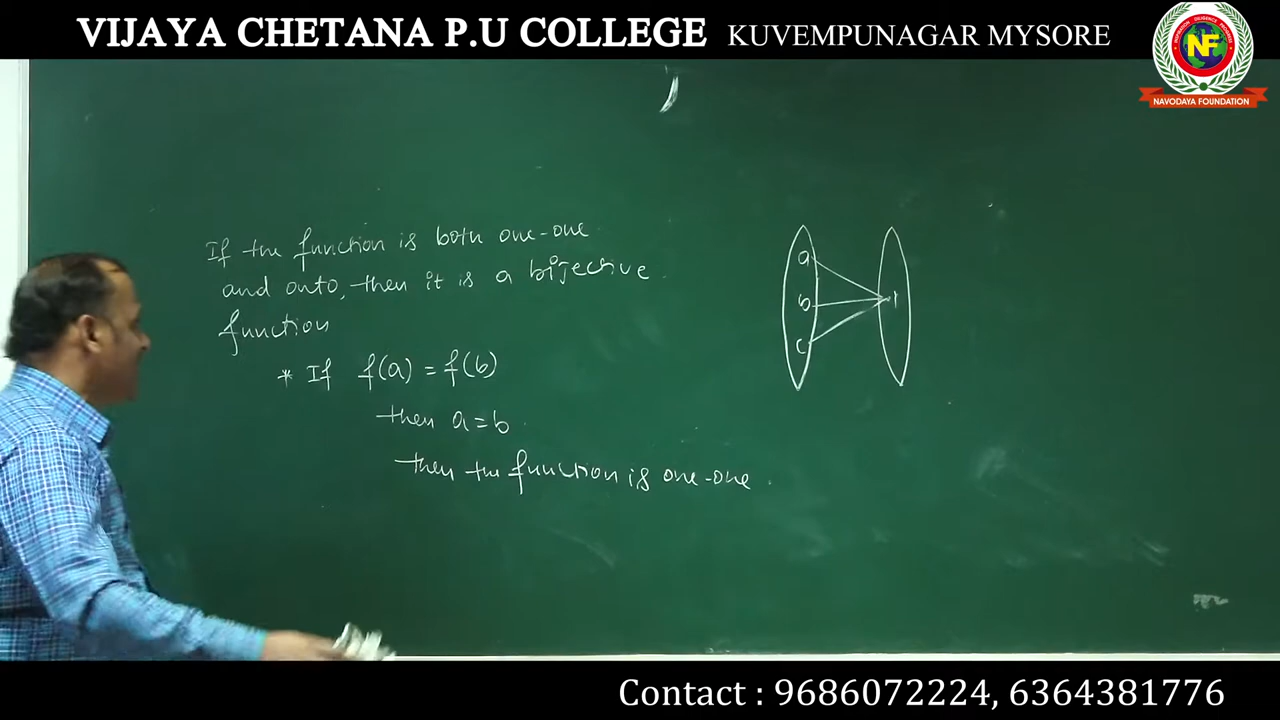 VIJAYA CHETANA P.U COLLEGE KUVEMPUNAGAR MYSORE
NF
NAVODAYA FOUNDATION
If the function is both one-one
and onto, then it is a bijective
function
* If f(a) = f(b)
then a = b
then the function is one-one.
a
b
c
1
Contact : 9686072224, 6364381776